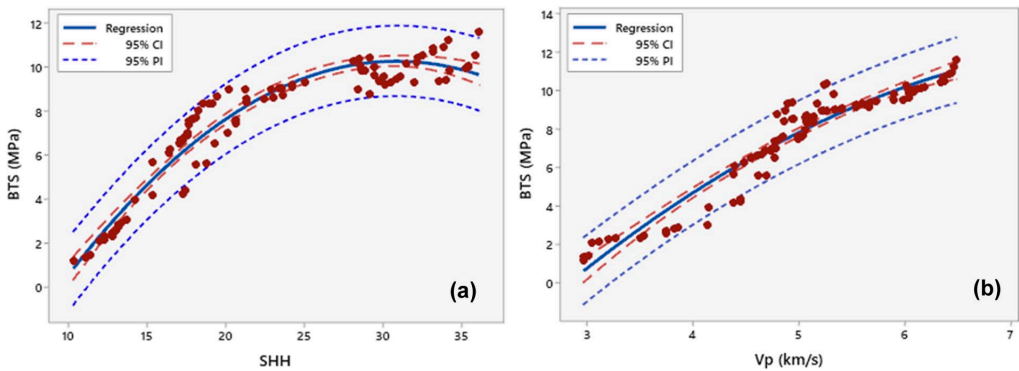 Regression
95% CI
95% PI
12
10
8
6
4
2
0
10
15
20
25
30
35
BTS (MPa)
SHH
(a)
Regression
95% CI
95% PI
14
12
10
8
6
4
2
0
3
4
5
6
7
BTS (MPa)
Vp (km/s)
(b)